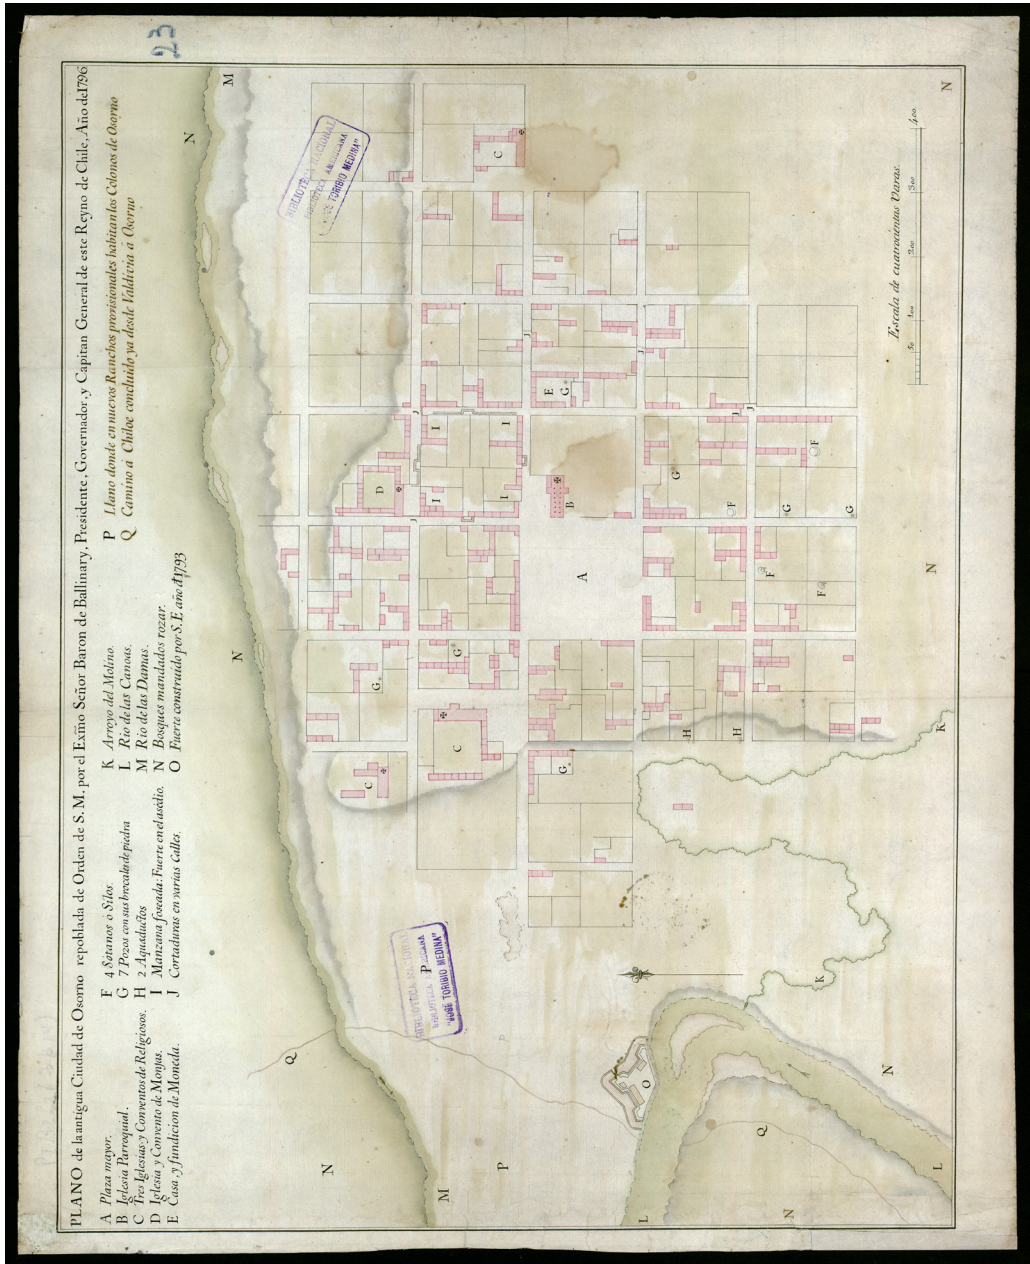 PLANO de la antigua Ciudad de Osorno repoblada de Orden de S.M. por el Exmo Señor Baron de Ballinary, Presidente, Governador, y Capitan General de este Reyno de Chile, Año de 1796
A Plaza mayor.
B Iglesia Parroquial.
C Tres Iglesias y Conventos de Religiosos.
D Iglesia y Convento de Monjas.
E Casa, y fundicion de Moneda.
F 4 Sótanos ò Silos.
G 7 Pozos con sus brocales de piedra
H 2 Aquaductos
I Manzana foseada: Fuerte en el asédio.
J Cortaduras en varias Calles.
K Arroyo del Molino.
L Rio de las Canoas.
M Rio de las Damas.
N Bosques mandados rozar.
O Fuerte construido por S.E año d 1793
P Llano donde en nuevos Ranchos provisionales habitan los Colonos de Osorno
Q Camino á Chiloe concluido ya desde Valdivia á Osorno
23
BIBLIOTECA NACIONAL
BIBLIOTECA AMERICANA
"JOSÉ TORIBIO MEDINA"
BIBLIOTECA NACIONAL
BIBLIOTECA AMERICANA
"JOSÉ TORIBIO MEDINA"
M
N
N
N
M
Q
P
P
C
C
C
D
I
I
I
I
J
J
J
J
J
J
E
G
B
A
G
G
G
G
G
G
F
F
F
F
H
H
K
K
O
L
L
Q
N
N
N
N
Escala de cuatrocientas Varas.
50
100
200
300
400